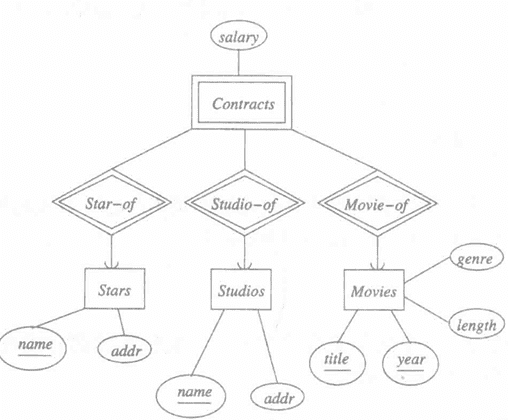 salary
Contracts
Star-of
Studio-of
Movie-of
genre
Stars
Studios
Movies
length
name
addr
title
year
name
addr